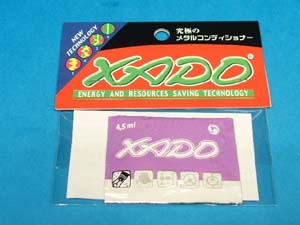 NEW TECHNOLOGY
究極の
メタルコンディショナー
XADO
ENERGY AND RESOURCES SAVING TECHNOLOGY
4,5 ml
XADO